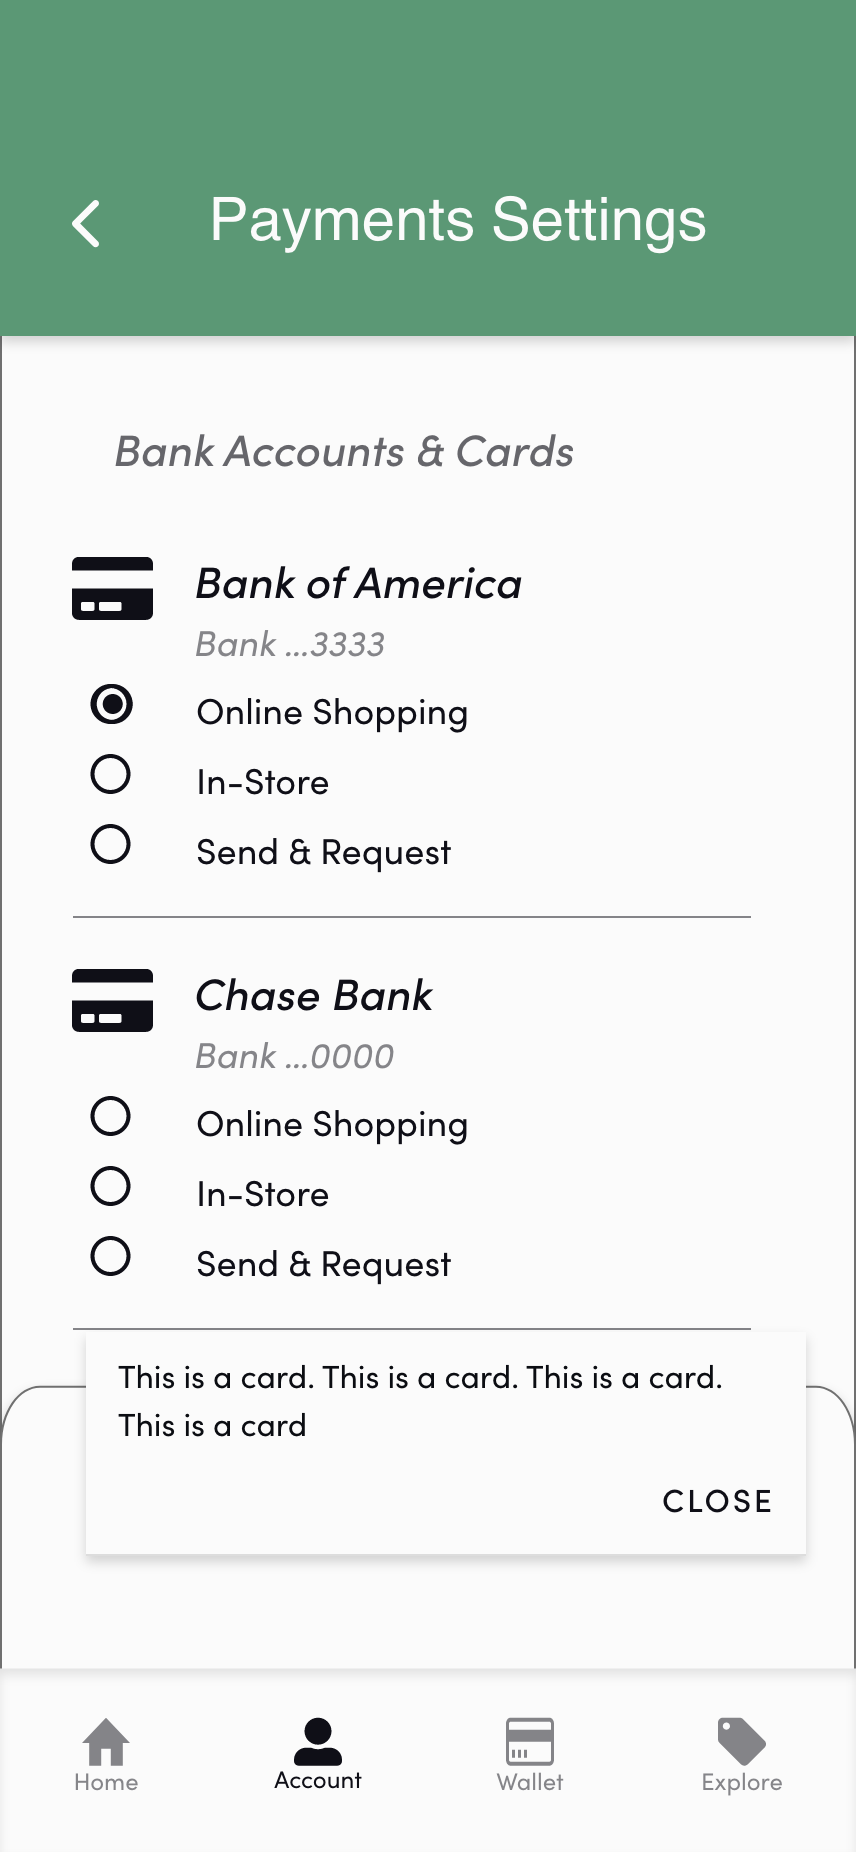 Payments Settings
Bank Accounts & Cards
Bank of America
Bank ...3333
Online Shopping
In-Store
Send & Request
Chase Bank
Bank ...0000
Online Shopping
In-Store
Send & Request
This is a card. This is a card. This is a card.
This is a card
CLOSE
Home
Account
Wallet
Explore